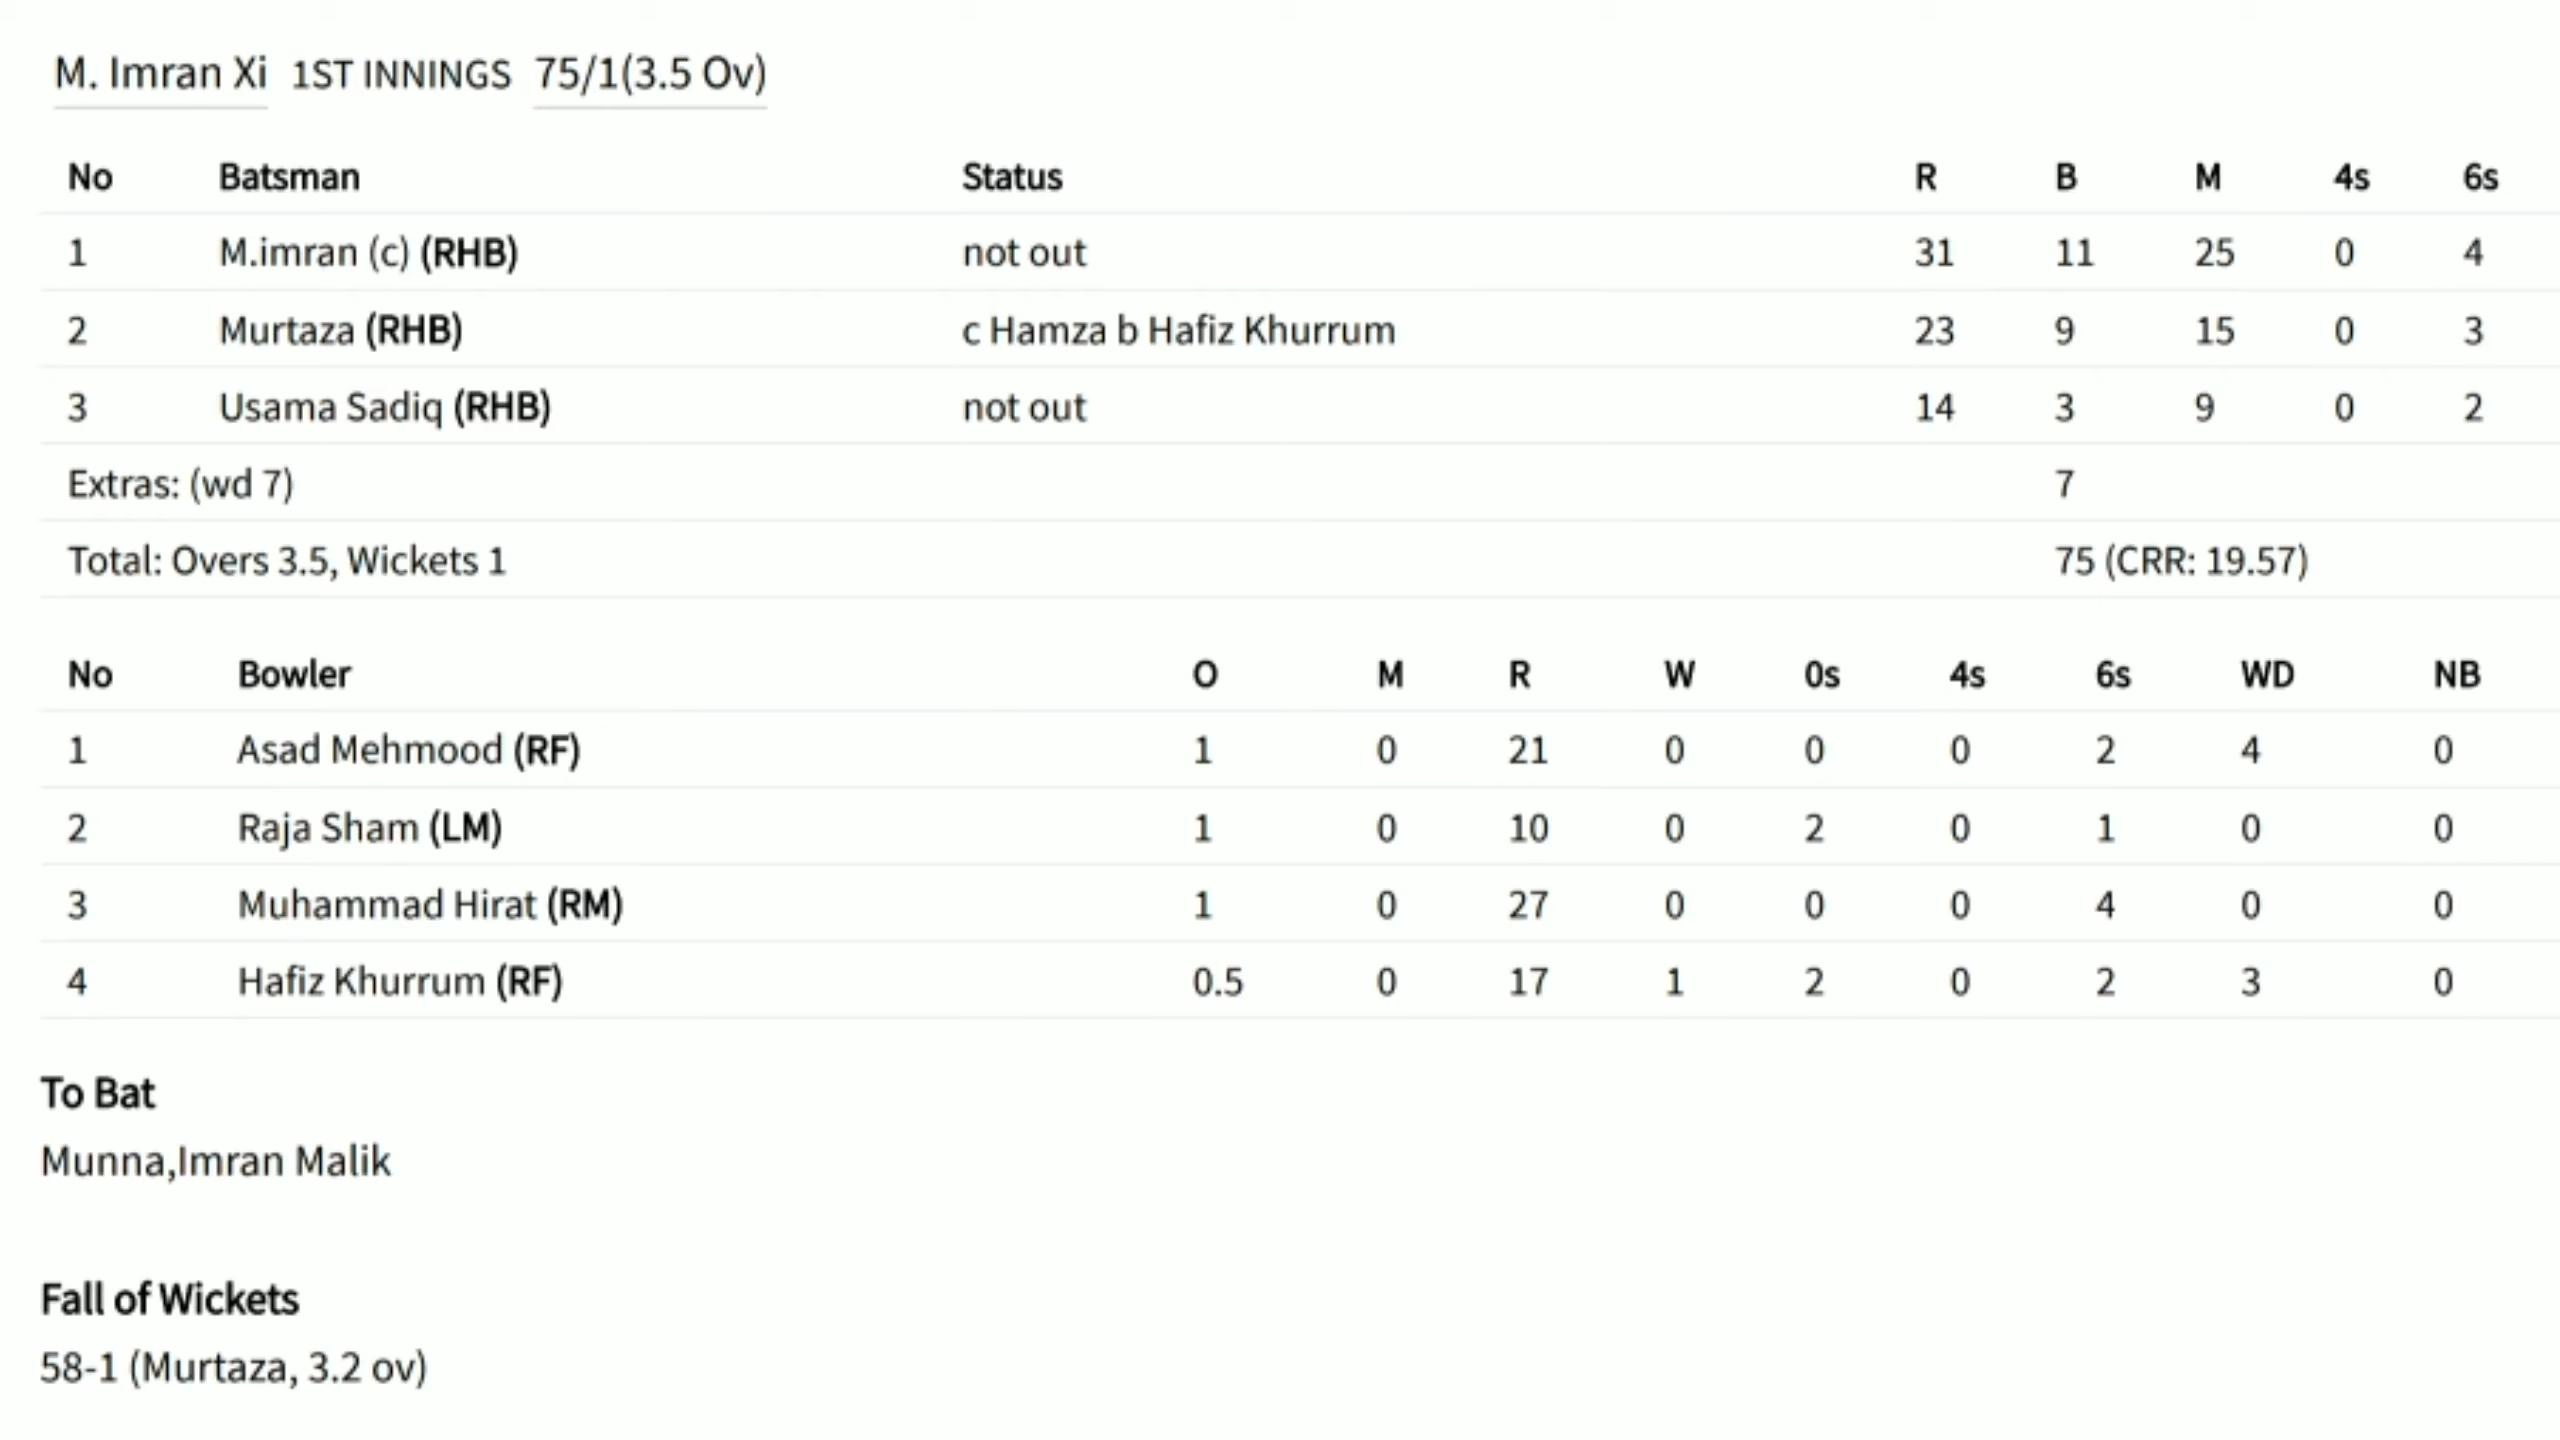 M. Imran Xi 1ST INNINGS 75/1(3.5 Ov)
No Batsman Status R B M 4s 6s
1 M.imran (c) (RHB) not out 31 11 25 0 4
2 Murtaza (RHB) c Hamza b Hafiz Khurrum 23 9 15 0 3
3 Usama Sadiq (RHB) not out 14 3 9 0 2
Extras: (wd 7) 7
Total: Overs 3.5, Wickets 1 75 (CRR: 19.57)
No Bowler O M R W 0s 4s 6s WD NB
1 Asad Mehmood (RF) 1 0 21 0 0 0 2 4 0
2 Raja Sham (LM) 1 0 10 0 2 0 1 0 0
3 Muhammad Hirat (RM) 1 0 27 0 0 0 4 0 0
4 Hafiz Khurrum (RF) 0.5 0 17 1 2 0 2 3 0
To Bat
Munna,Imran Malik
Fall of Wickets
58-1 (Murtaza, 3.2 ov)